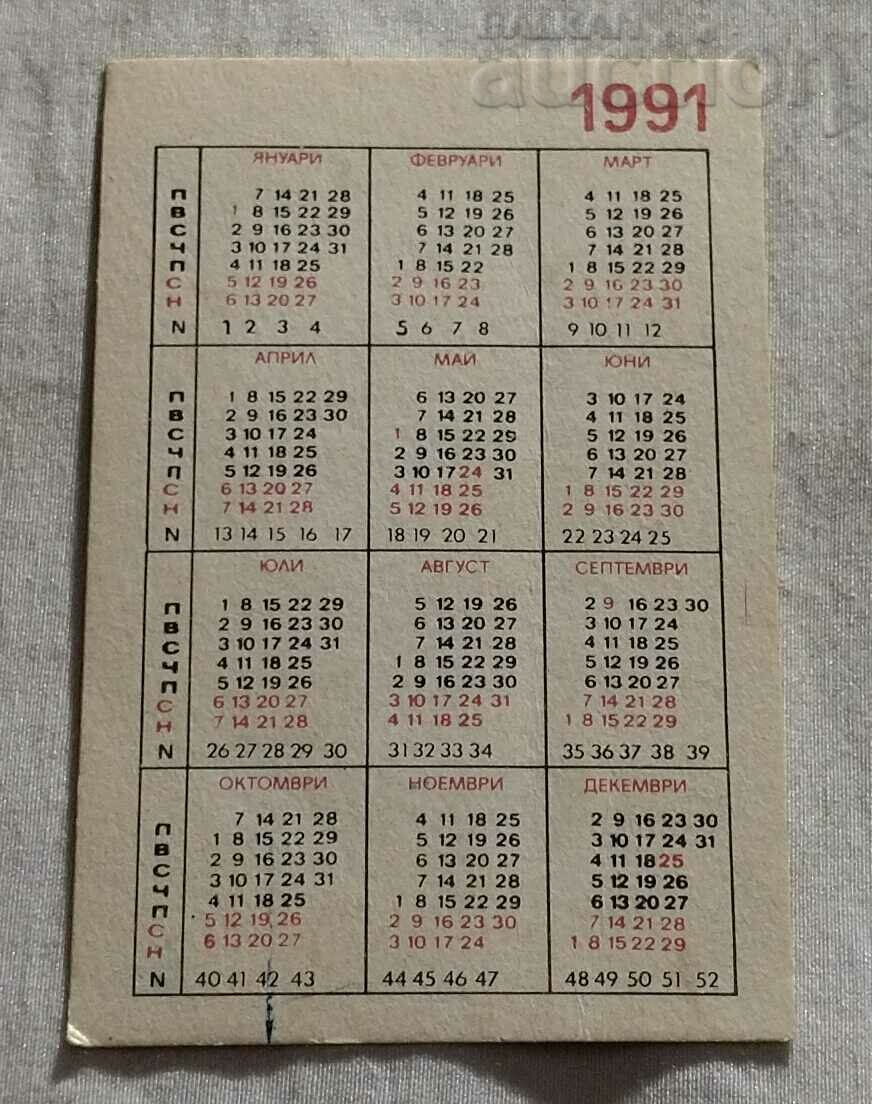 БАЛКАН
auction
1991
ЯНУАРИ ФЕВРУАРИ МАРТ
П 7 14 21 28 4 11 18 25 4 11 18 25
В 1 8 15 22 29 5 12 19 26 5 12 19 26
С 2 9 16 23 30 6 13 20 27 6 13 20 27
Ч 3 10 17 24 31 7 14 21 28 7 14 21 28
П 4 11 18 25 1 8 15 22 1 8 15 22 29
С 5 12 19 26 2 9 16 23 2 9 16 23 30
Н 6 13 20 27 3 10 17 24 3 10 17 24 31
N 1 2 3 4 5 6 7 8 9 10 11 12
АПРИЛ МАЙ ЮНИ
П 1 8 15 22 29 6 13 20 27 3 10 17 24
В 2 9 16 23 30 7 14 21 28 4 11 18 25
С 3 10 17 24 1 8 15 22 29 5 12 19 26
Ч 4 11 18 25 2 9 16 23 30 6 13 20 27
П 5 12 19 26 3 10 17 24 31 7 14 21 28
С 6 13 20 27 4 11 18 25 1 8 15 22 29
Н 7 14 21 28 5 12 19 26 2 9 16 23 30
N 13 14 15 16 17 18 19 20 21 22 23 24 25
ЮЛИ АВГУСТ СЕПТЕМВРИ
П 1 8 15 22 29 5 12 19 26 2 9 16 23 30
В 2 9 16 23 30 6 13 20 27 3 10 17 24
С 3 10 17 24 31 7 14 21 28 4 11 18 25
Ч 4 11 18 25 1 8 15 22 29 5 12 19 26
П 5 12 19 26 2 9 16 23 30 6 13 20 27
С 6 13 20 27 3 10 17 24 31 7 14 21 28
Н 7 14 21 28 4 11 18 25 1 8 15 22 29
N 26 27 28 29 30 31 32 33 34 35 36 37 38 39
ОКТОМВРИ НОЕМВРИ ДЕКЕМВРИ
П 7 14 21 28 4 11 18 25 2 9 16 23 30
В 1 8 15 22 29 5 12 19 26 3 10 17 24 31
С 2 9 16 23 30 6 13 20 27 4 11 18 25
Ч 3 10 17 24 31 7 14 21 28 5 12 19 26
П 4 11 18 25 1 8 15 22 29 6 13 20 27
С 5 12 19 26 2 9 16 23 30 7 14 21 28
Н 6 13 20 27 3 10 17 24 1 8 15 22 29
N 40 41 42 43 44 45 46 47 48 49 50 51 52